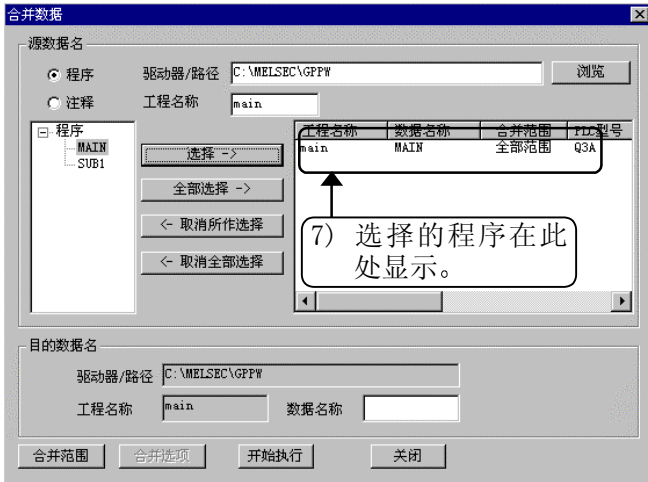 合并数据
源数据名
程序
驱动器/路径 C:\MELSEC\GPPW 浏览
注释
工程名称 main
程序
MAIN
SUB1
选择 ->
全部选择 ->
<- 取消所作选择
<- 取消全部选择
工程名称 数据名称 合并范围 PLC型号
main MAIN 全部范围 Q3A
7) 选择的程序在此
处显示。
目的数据名
驱动器/路径 C:\MELSEC\GPPW
工程名称 main 数据名称
合并范围 合并选项 开始执行 关闭